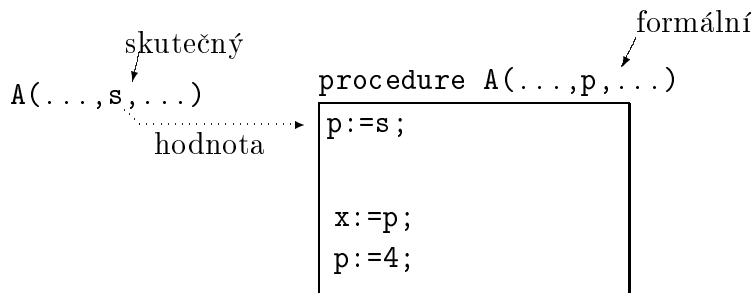 formální
skutečný
procedure A(...,p,...)
A(...,s,...)
hodnota
p:=s;
x:=p;
p:=4;